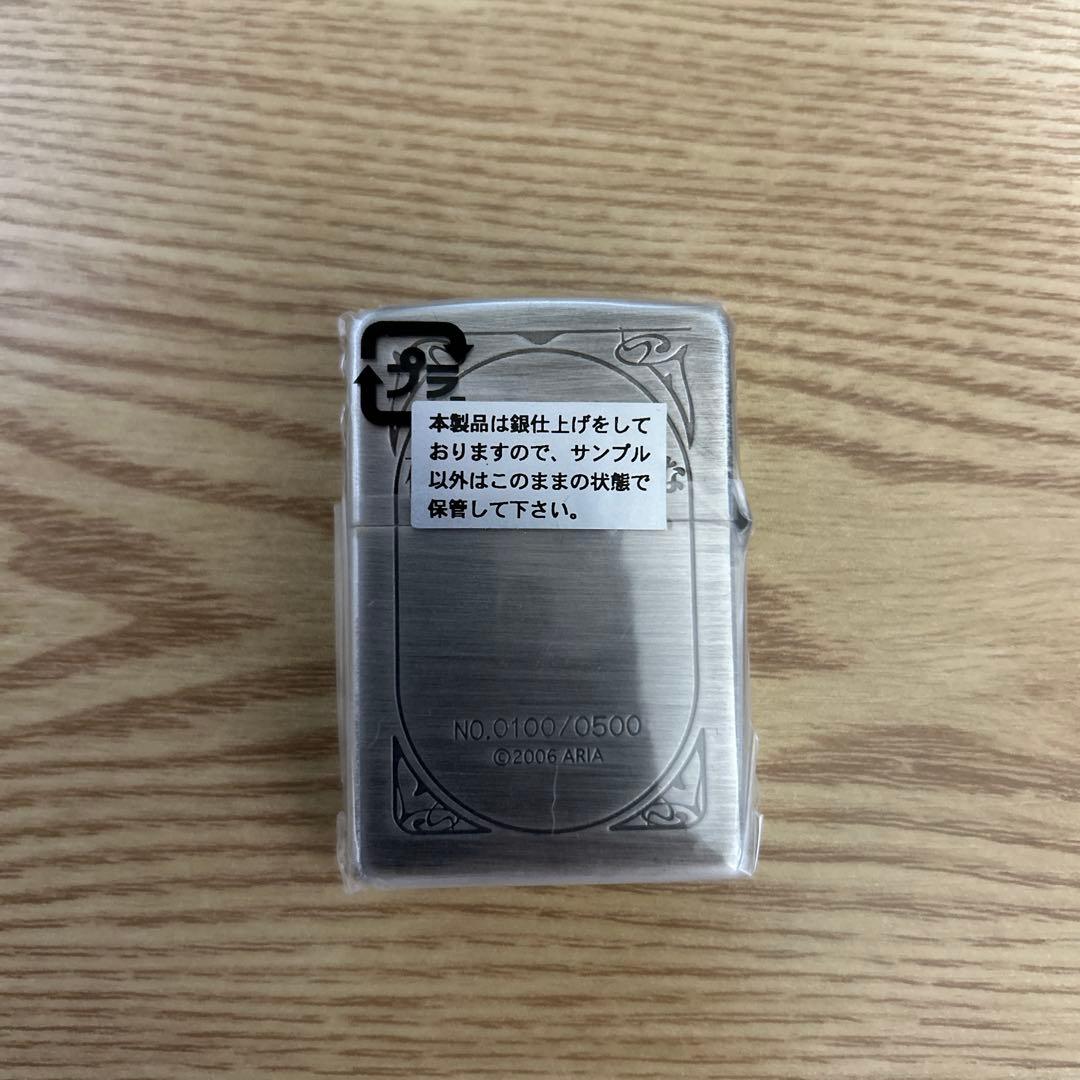 プラ
本製品は銀仕上げをして
おりますので、サンプル
以外はこのままの状態で
保管して下さい。
な
NO.0100/0500
©2006 ARIA